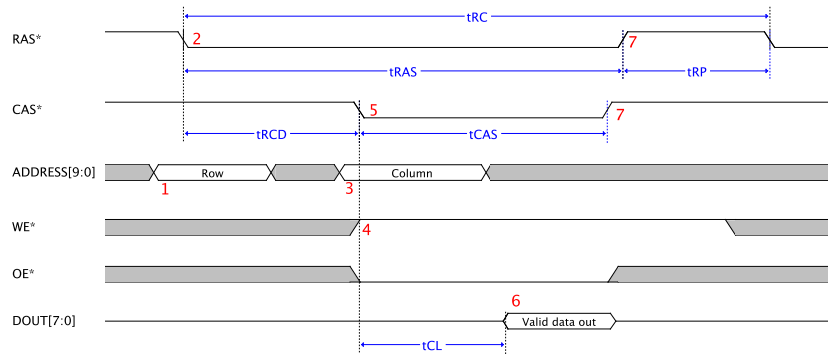 tRC
RAS* 2 7
tRAS tRP
CAS* 5 7
tRCD tCAS
ADDRESS[9:0] Row Column
1 3
WE* 4
OE*
6
DOUT[7:0] Valid data out
tCL